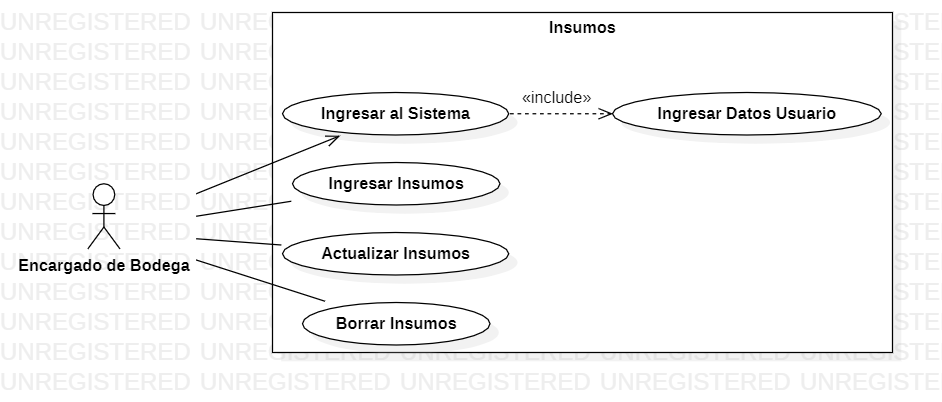 Insumos
Ingresar al Sistema
«include»
Ingresar Datos Usuario
Ingresar Insumos
Actualizar Insumos
Encargado de Bodega
Borrar Insumos
UNREGISTERED UNREGISTERED UNREGISTERED UNREGISTERED UNREGISTE